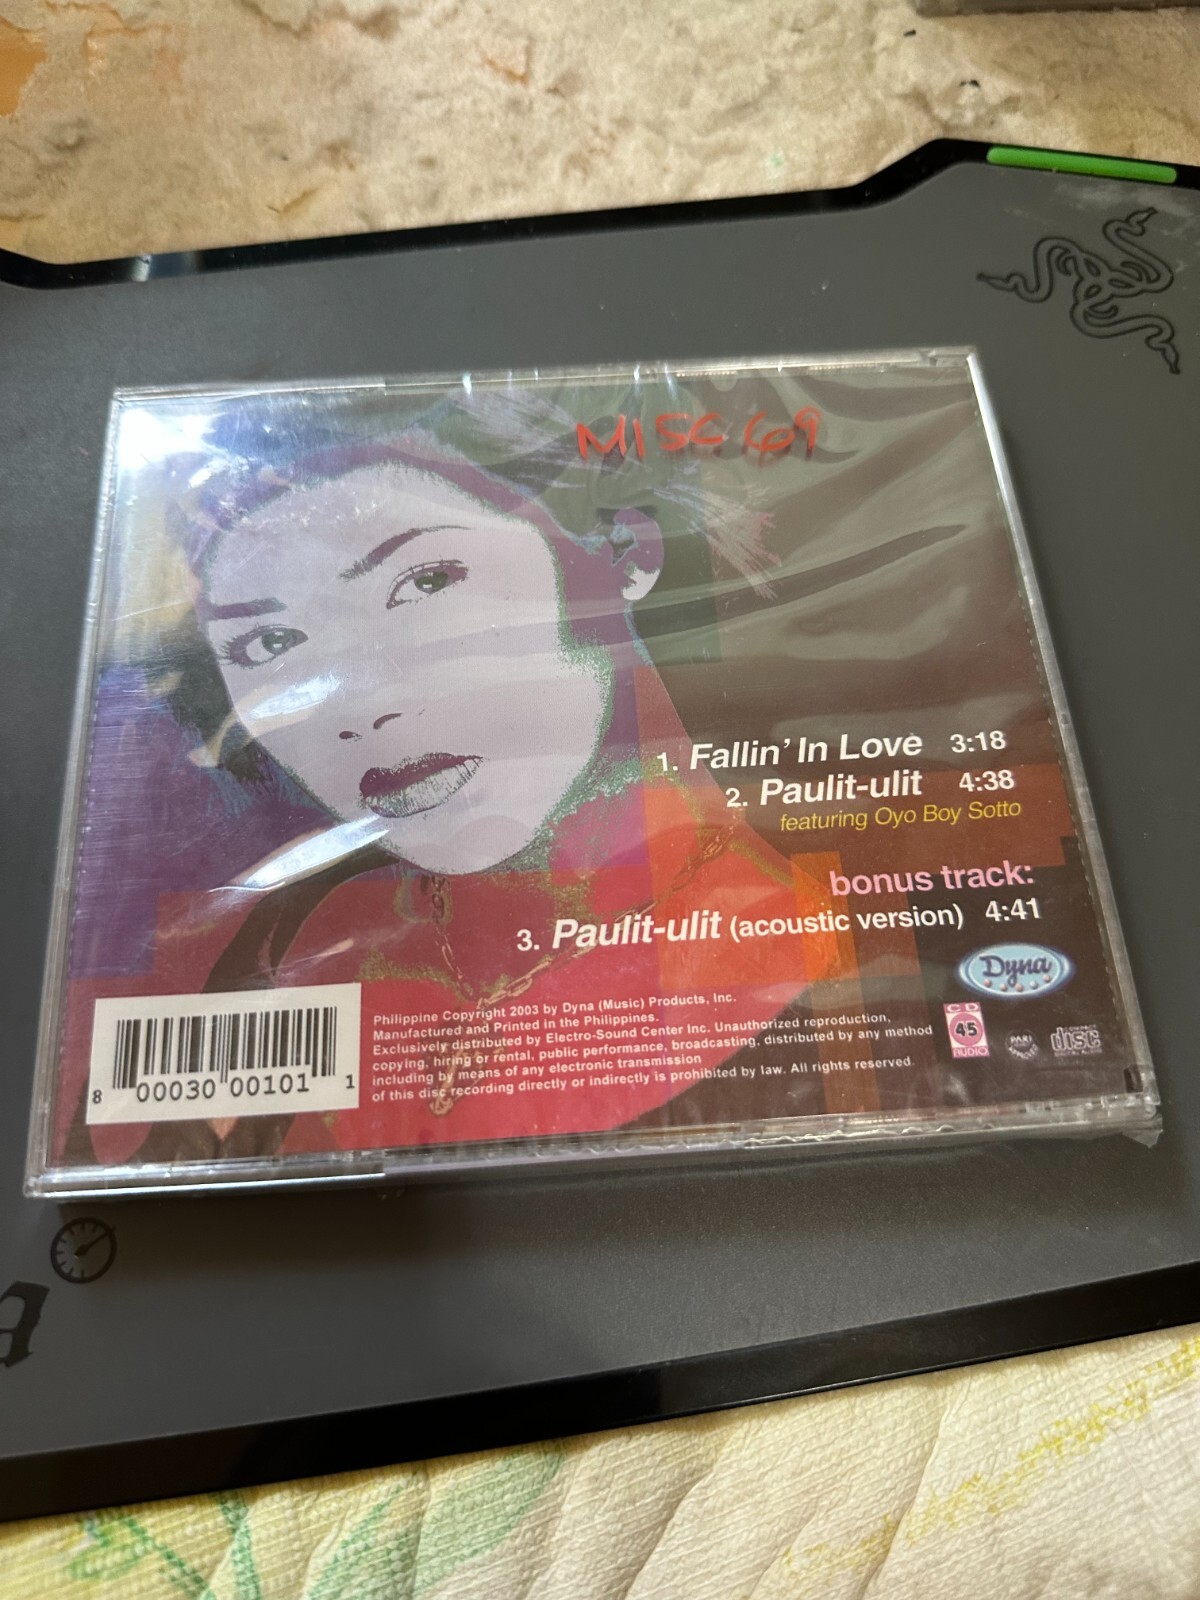 MISC 69
1. Fallin' In Love 3:18
2. Paulit-ulit 4:38
featuring Oyo Boy Sotto
bonus track:
3. Paulit-ulit (acoustic version) 4:41
Dyna
Philippine Copyright 2003 by Dyna (Music) Products, Inc.
Manufactured and Printed in the Philippines.
Exclusively distributed by Electro-Sound Center Inc. Unauthorized reproduction,
copying, hiring or rental, public performance, broadcasting, distributed by any method
including by means of any electronic transmission
of this disc recording directly or indirectly is prohibited by law. All rights reserved.
CD
45
AUDIO
PARI
COMPACT
disc
DIGITAL AUDIO
8 00030 00101 1
a